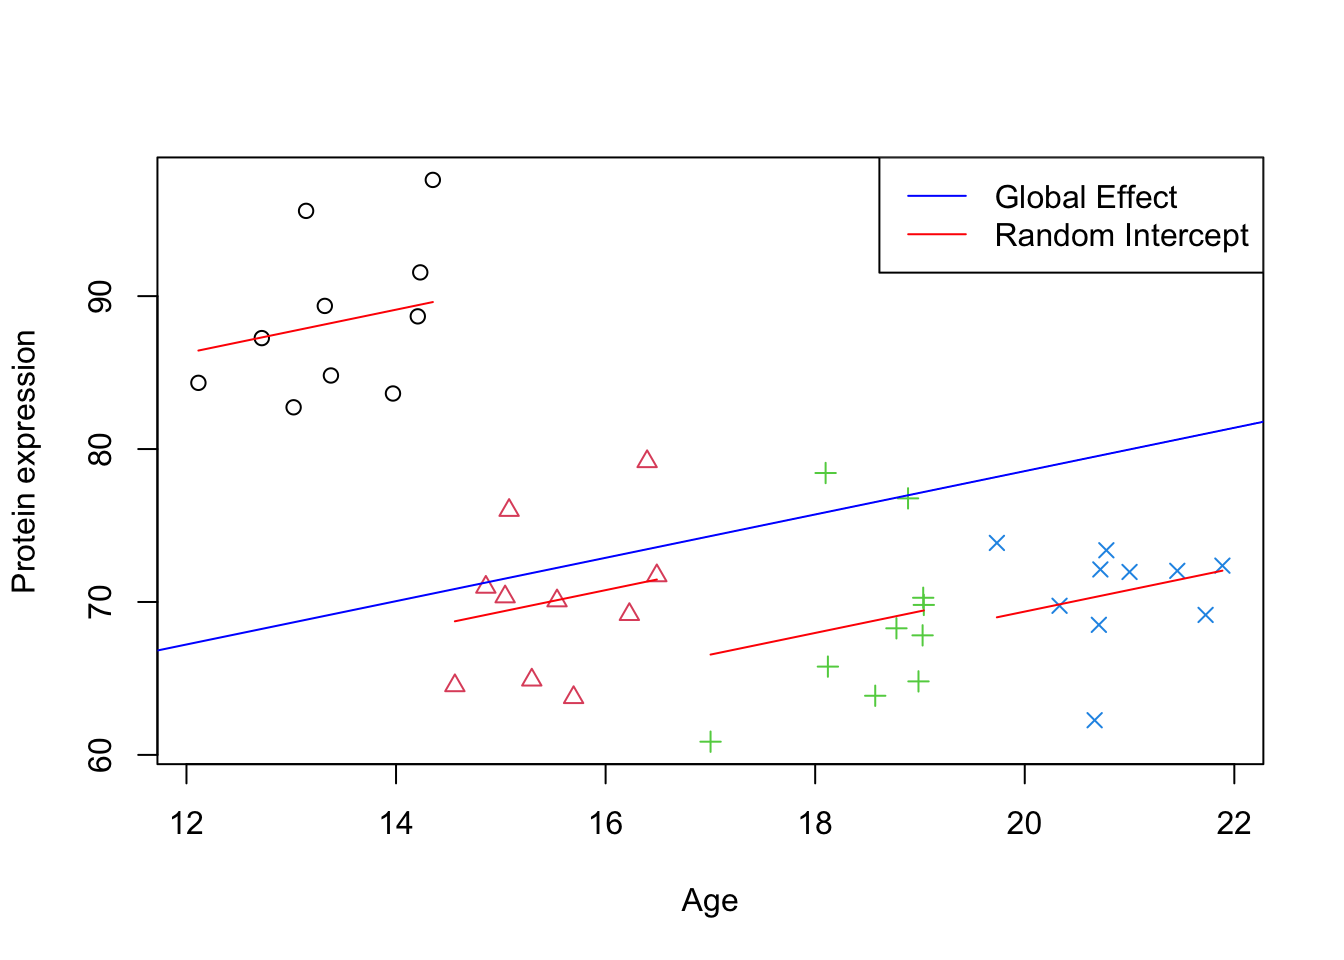 Global Effect
Random Intercept
90
80
70
60
Protein expression
12 14 16 18 20 22
Age